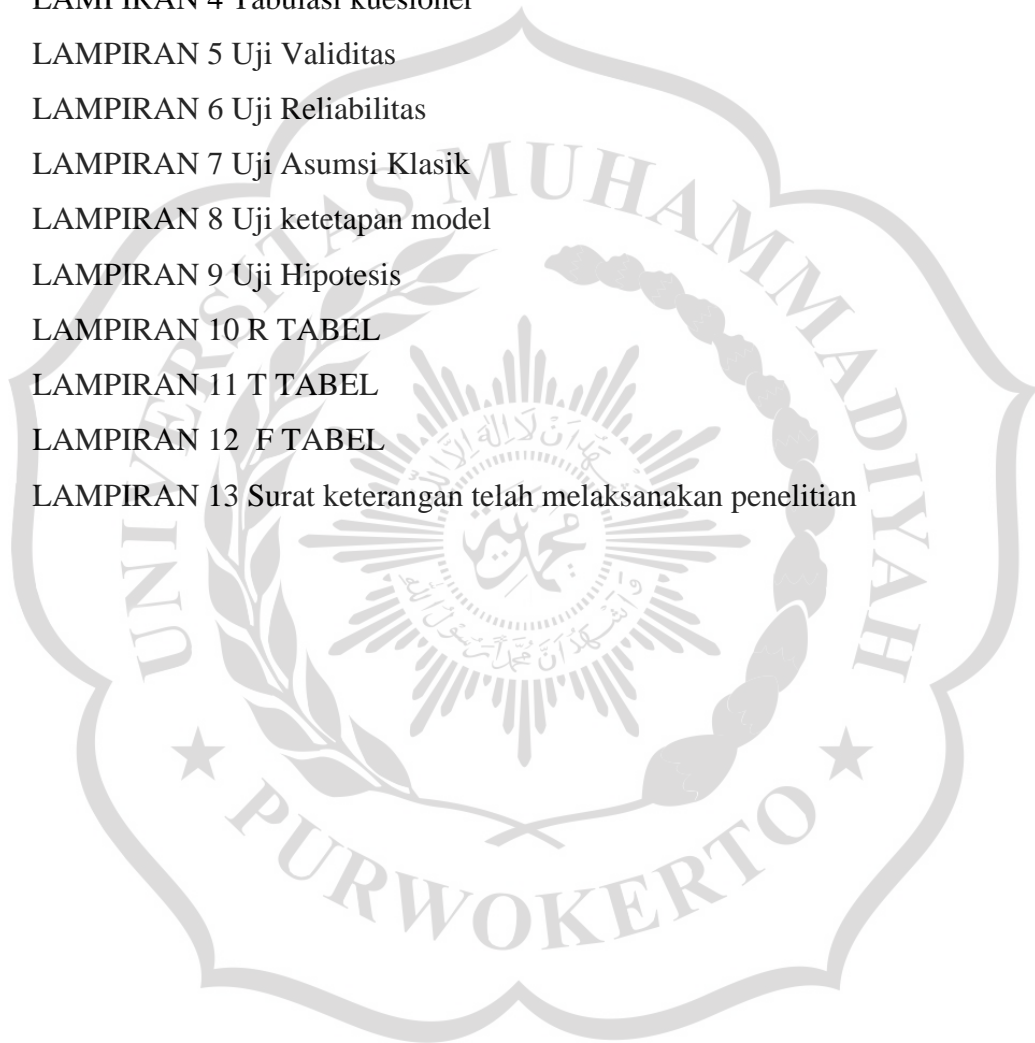 LAMPIRAN 4 Tabulasi kuesioner
LAMPIRAN 5 Uji Validitas
LAMPIRAN 6 Uji Reliabilitas
LAMPIRAN 7 Uji Asumsi Klasik
LAMPIRAN 8 Uji ketetapan model
LAMPIRAN 9 Uji Hipotesis
LAMPIRAN 10 R TABEL
LAMPIRAN 11 T TABEL
LAMPIRAN 12 F TABEL
LAMPIRAN 13 Surat keterangan telah melaksanakan penelitian
UNIVERSITAS MUHAMMADIYAH
PURWOKERTO